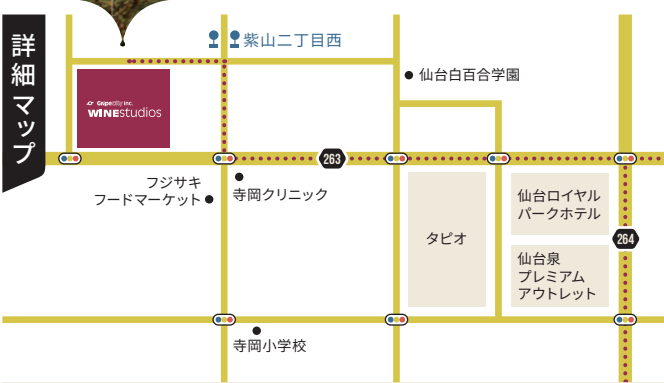 詳細マップ
紫山二丁目西
仙台白百合学園
Grapecity inc.
WINEstudios
263
フジサキ
フードマーケット
寺岡クリニック
タピオ
仙台ロイヤル
パークホテル
264
仙台泉
プレミアム
アウトレット
寺岡小学校